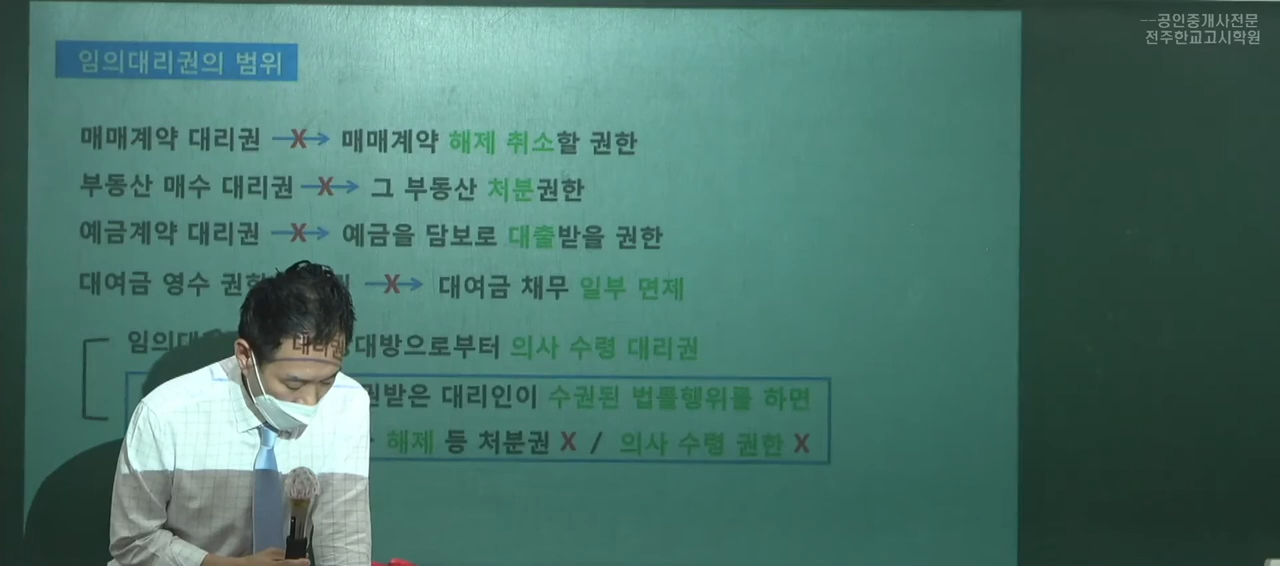 --공인중개사전문
전주한교고시학원
임의대리권의 범위
매매계약 대리권 X 매매계약 해제 취소할 권한
부동산 매수 대리권 X 그 부동산 처분권한
예금계약 대리권 X 예금을 담보로 대출받을 권한
대여금 영수 X 대여금 채무 일부 면제
대방으로부터 의사 수령 대리권
대리인이 수권된 법률행위를 하면
해제 등 처분권 X / 의사 수령 권한 X